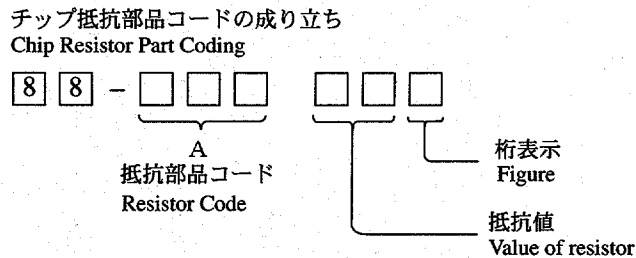 チップ抵抗部品コードの成り立ち
Chip Resistor Part Coding
8 8 – □ □ □ □ □ □
A
抵抗部品コード
Resistor Code
桁表示
Figure
抵抗値
Value of resistor